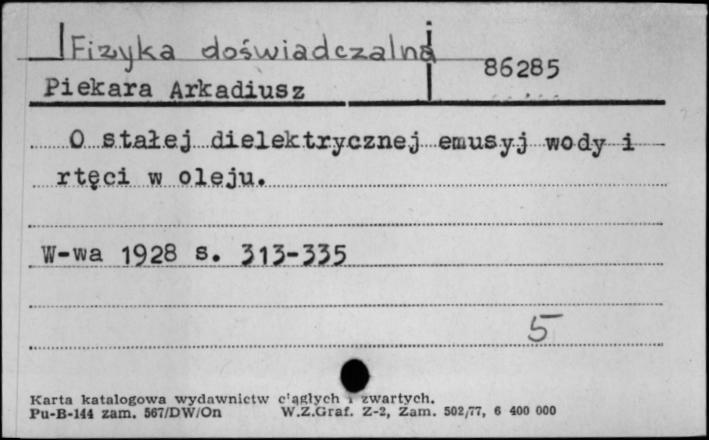 Fizyka doświadczalna
86285
Piekara Arkadiusz
O stałej dielektrycznej emusyj wody i
rtęci w oleju.
W-wa 1928 s. 313-335
5
Karta katalogowa wydawnictw ciągłych i zwartych.
Pu-B-144 zam. 567/DW/On W.Z.Graf. Z-2, Zam. 502/77, 6 400 000